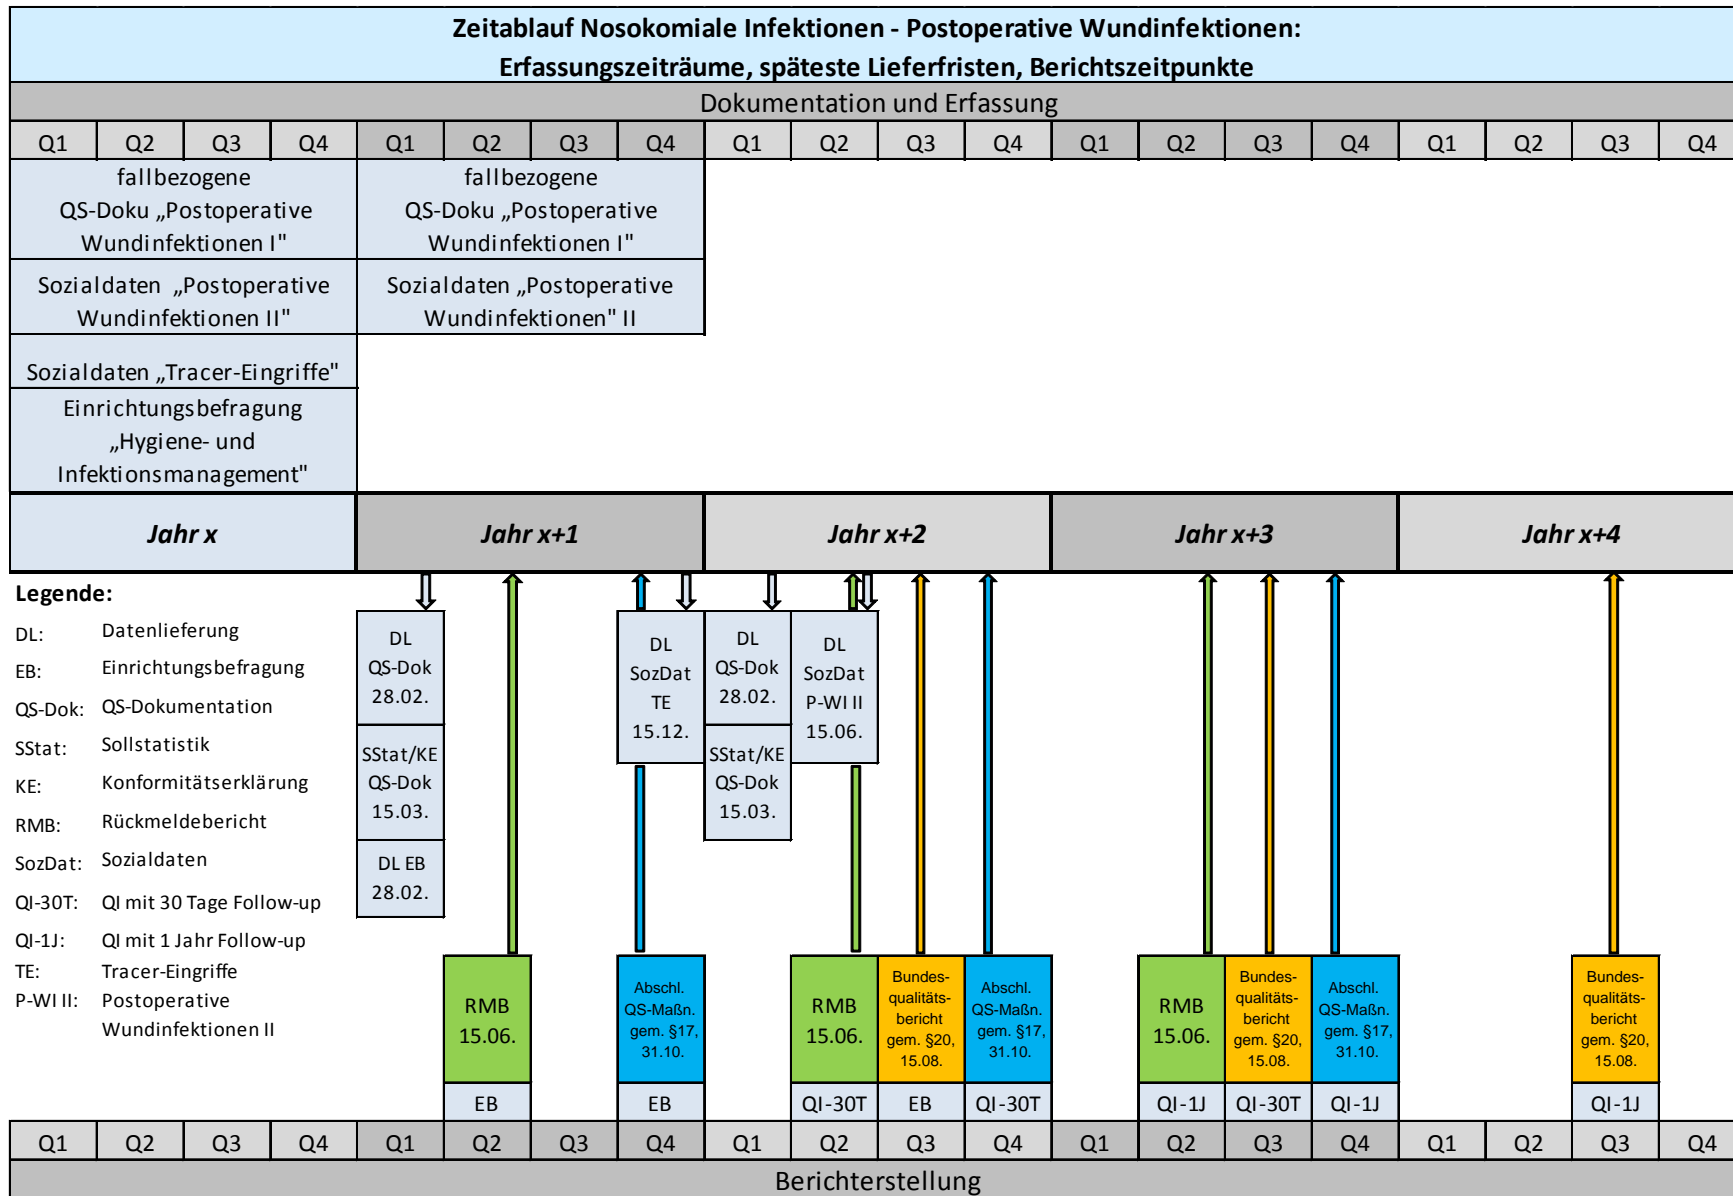 Zeitablauf Nosokomiale Infektionen - Postoperative Wundinfektionen:
Erfassungszeiträume, späteste Lieferfristen, Berichtszeitpunkte
Dokumentation und Erfassung
Q1 Q2 Q3 Q4 Q1 Q2 Q3 Q4 Q1 Q2 Q3 Q4 Q1 Q2 Q3 Q4 Q1 Q2 Q3 Q4
fallbezogene
QS-Doku „Postoperative
Wundinfektionen I"
fallbezogene
QS-Doku „Postoperative
Wundinfektionen I"
Sozialdaten „Postoperative
Wundinfektionen II"
Sozialdaten „Postoperative
Wundinfektionen" II
Sozialdaten „Tracer-Eingriffe"
Einrichtungsbefragung
„Hygiene- und
Infektionsmanagement"
Jahr x Jahr x+1 Jahr x+2 Jahr x+3 Jahr x+4
Legende:
DL: Datenlieferung
EB: Einrichtungsbefragung
QS-Dok: QS-Dokumentation
SStat: Sollstatistik
KE: Konformitätserklärung
RMB: Rückmeldebericht
SozDat: Sozialdaten
QI-30T: QI mit 30 Tage Follow-up
QI-1J: QI mit 1 Jahr Follow-up
TE: Tracer-Eingriffe
P-WI II: Postoperative
Wundinfektionen II
DL
QS-Dok
28.02.
SStat/KE
QS-Dok
15.03.
DL EB
28.02.
DL
SozDat
TE
15.12.
DL
QS-Dok
28.02.
SStat/KE
QS-Dok
15.03.
DL
SozDat
P-WI II
15.06.
RMB
15.06.
EB
Abschl.
QS-Maßn.
gem. §17,
31.10.
EB
RMB
15.06.
QI-30T
Bundes-
qualitäts-
bericht
gem. §20,
15.08.
EB
Abschl.
QS-Maßn.
gem. §17,
31.10.
QI-30T
RMB
15.06.
QI-1J
Bundes-
qualitäts-
bericht
gem. §20,
15.08.
QI-30T
Abschl.
QS-Maßn.
gem. §17,
31.10.
QI-1J
Bundes-
qualitäts-
bericht
gem. §20,
15.08.
QI-1J
Q1 Q2 Q3 Q4 Q1 Q2 Q3 Q4 Q1 Q2 Q3 Q4 Q1 Q2 Q3 Q4 Q1 Q2 Q3 Q4
Berichterstellung